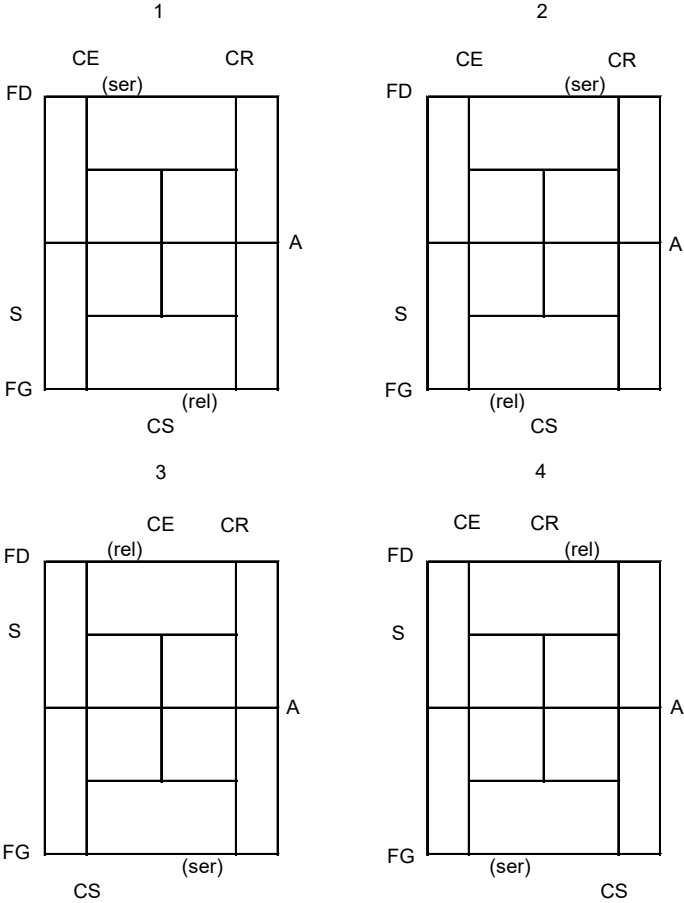 1
CE CR
(ser)
FD
A
S
FG
(rel)
CS
2
CE CR
(ser)
FD
A
S
FG
(rel)
CS
3
CE CR
(rel)
FD
S
A
FG
(ser)
CS
4
CE CR
(rel)
FD
S
A
FG
(ser)
CS